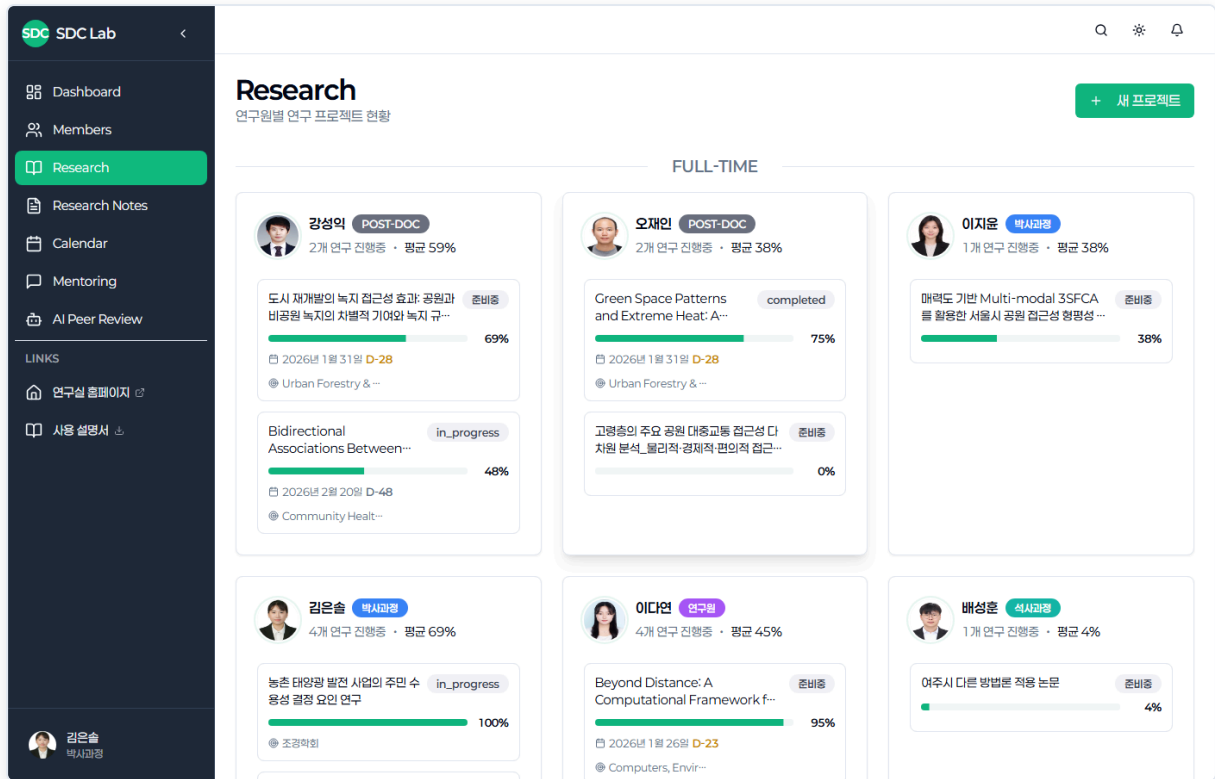 SDC SDC Lab
Dashboard
Members
Research
Research Notes
Calendar
Mentoring
AI Peer Review
LINKS
연구실 홈페이지
사용 설명서
김은솔
박사과정
Research
연구원별 연구 프로젝트 현황
+ 새 프로젝트
FULL-TIME
강성익 POST-DOC
2개 연구 진행중 · 평균 59%
도시 재개발의 녹지 접근성 효과: 공원과 준비중
비공원 녹지의 차별적 기여와 녹지 규…
69%
2026년 1월 31일 D-28
Urban Forestry & …
Bidirectional in_progress
Associations Between…
48%
2026년 2월 20일 D-48
Community Healt…
오재인 POST-DOC
2개 연구 진행중 · 평균 38%
Green Space Patterns completed
and Extreme Heat: A…
75%
2026년 1월 31일 D-28
Urban Forestry & …
고령층의 주요 공원 대중교통 접근성 다 준비중
차원 분석_물리적·경제적·편의적 접근…
0%
이지윤 박사과정
1개 연구 진행중 · 평균 38%
매력도 기반 Multi-modal 3SFCA 준비중
를 활용한 서울시 공원 접근성 형평성 …
38%
김은솔 박사과정
4개 연구 진행중 · 평균 69%
농촌 태양광 발전 사업의 주민 수 in_progress
용성 결정 요인 연구
100%
조경학회
이다연 연구원
4개 연구 진행중 · 평균 45%
Beyond Distance: A 준비중
Computational Framework f…
95%
2026년 1월 26일 D-23
Computers, Envir…
배성훈 석사과정
1개 연구 진행중 · 평균 4%
여주시 다른 방법론 적용 논문 준비중
4%